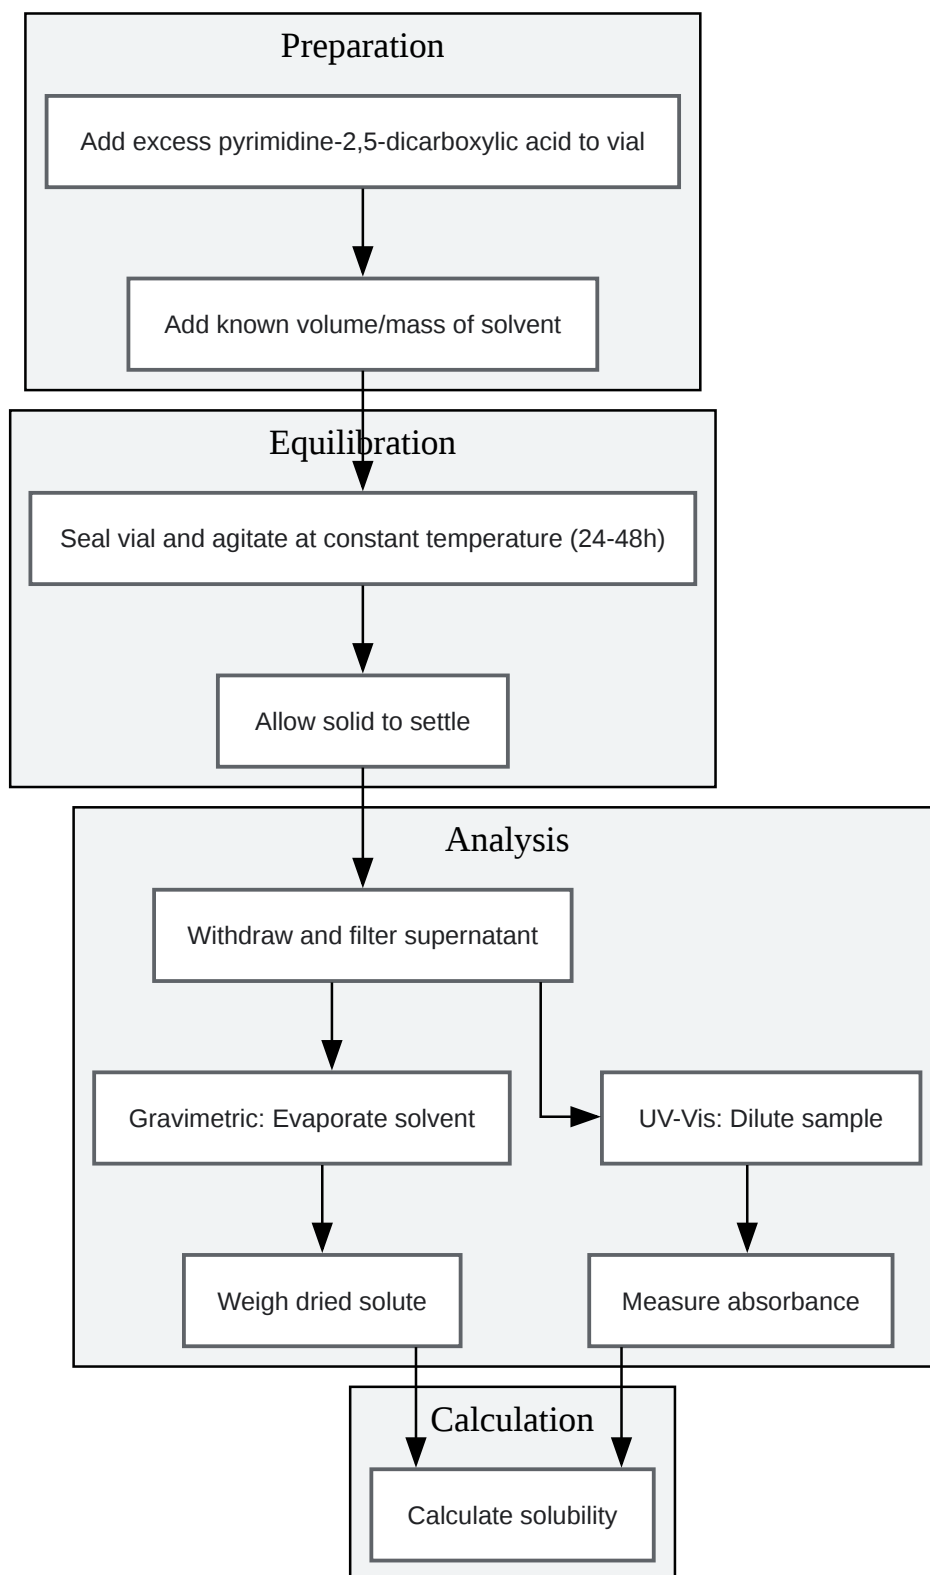 Preparation
Add excess pyrimidine-2,5-dicarboxylic acid to vial
Add known volume/mass of solvent
Equilibration
Seal vial and agitate at constant temperature (24-48h)
Allow solid to settle
Analysis
Withdraw and filter supernatant
Gravimetric: Evaporate solvent
UV-Vis: Dilute sample
Weigh dried solute
Measure absorbance
Calculation
Calculate solubility